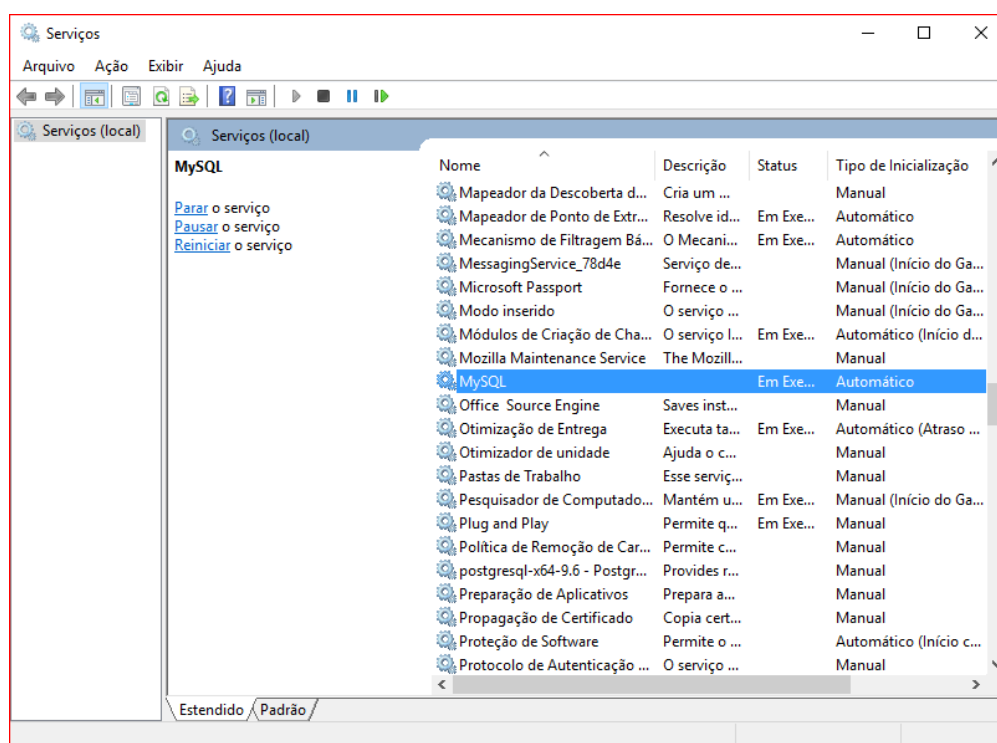 Serviços
Arquivo Ação Exibir Ajuda
Serviços (local)
Serviços (local)
MySQL
Parar o serviço
Pausar o serviço
Reiniciar o serviço
Nome Descrição Status Tipo de Inicialização
Mapeador da Descoberta d... Cria um ... Manual
Mapeador de Ponto de Extr... Resolve id... Em Exe... Automático
Mecanismo de Filtragem Bá... O Mecani... Em Exe... Automático
MessagingService_78d4e Serviço de... Manual (Início do Ga...
Microsoft Passport Fornece o ... Manual (Início do Ga...
Modo inserido O serviço ... Manual (Início do Ga...
Módulos de Criação de Cha... O serviço I... Em Exe... Automático (Início d...
Mozilla Maintenance Service The Mozill... Manual
MySQL Em Exe... Automático
Office Source Engine Saves inst... Manual
Otimização de Entrega Executa ta... Em Exe... Automático (Atraso ...
Otimizador de unidade Ajuda o c... Manual
Pastas de Trabalho Esse serviç... Manual
Pesquisador de Computado... Mantém u... Em Exe... Manual (Início do Ga...
Plug and Play Permite q... Em Exe... Manual
Política de Remoção de Car... Permite c... Manual
postgresql-x64-9.6 - Postgr... Provides r... Manual
Preparação de Aplicativos Prepara a... Manual
Propagação de Certificado Copia cert... Manual
Proteção de Software Permite o ... Automático (Início c...
Protocolo de Autenticação ... O serviço ... Manual
Estendido Padrão